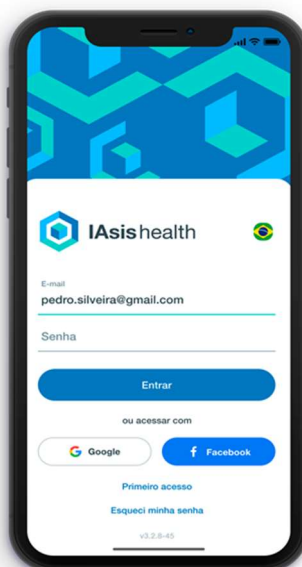 IAsis health
E-mail
pedro.silveira@gmail.com
Senha
Entrar
ou acessar com
Google
Facebook
Primeiro acesso
Esqueci minha senha
v3.2.8-45